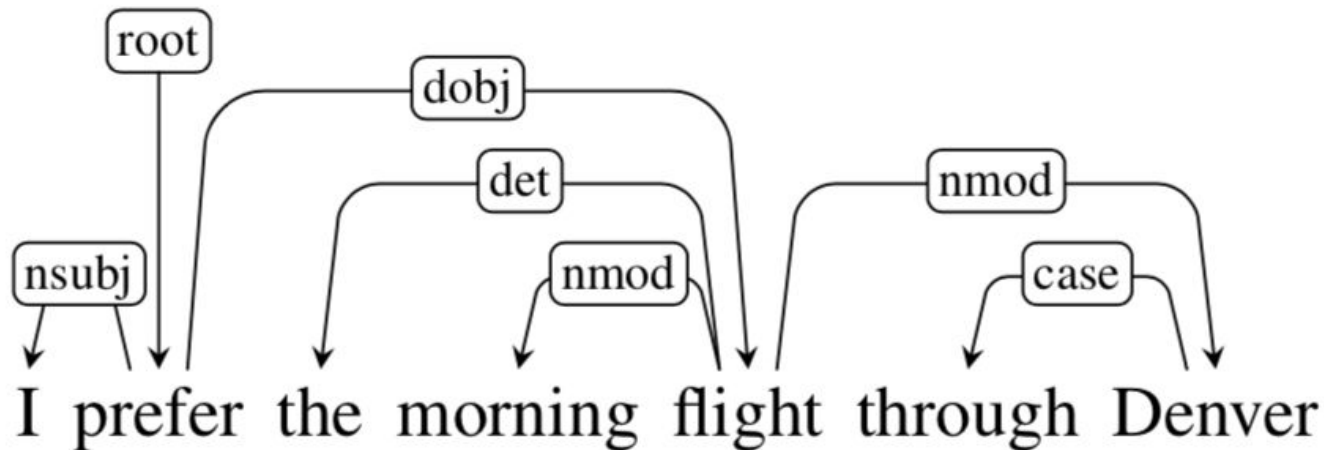 root
dobj
det
nmod
nsubj
nmod
case
I prefer the morning flight through Denver